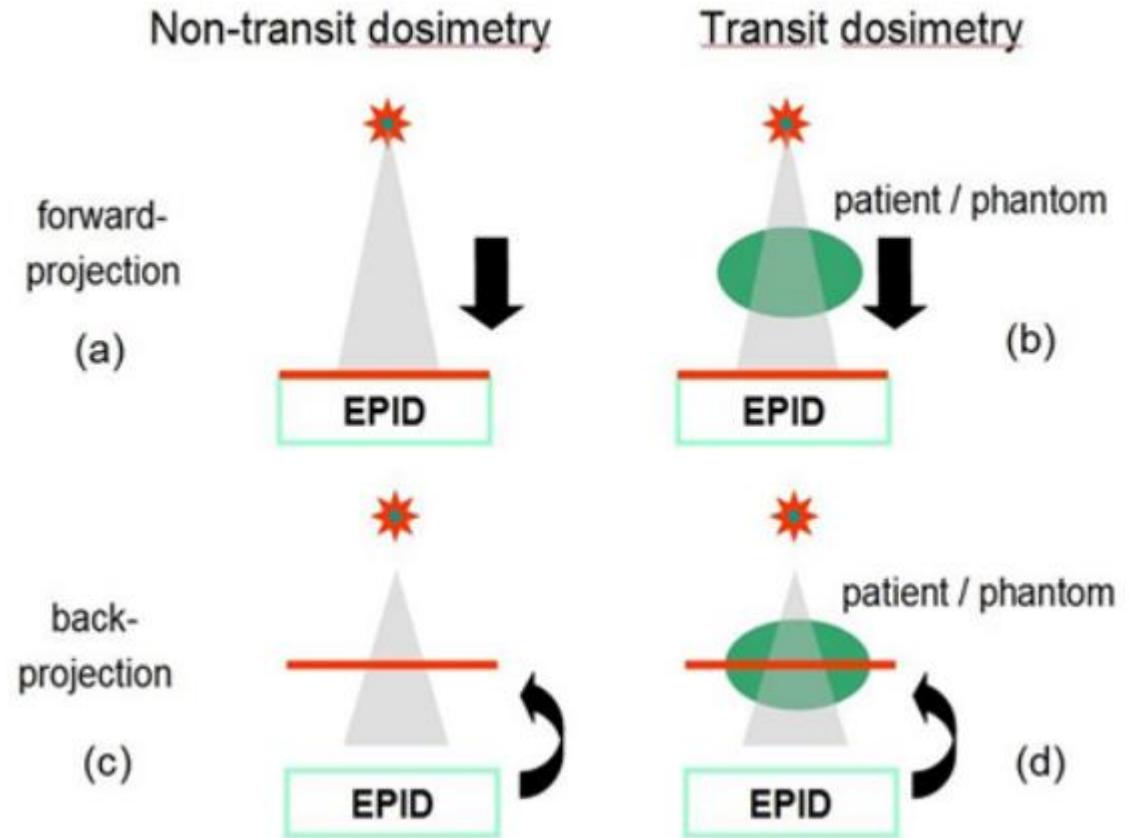 Non-transit dosimetry
Transit dosimetry
forward-
projection
(a)
patient / phantom
(b)
EPID
EPID
back-
projection
(c)
patient / phantom
(d)
EPID
EPID